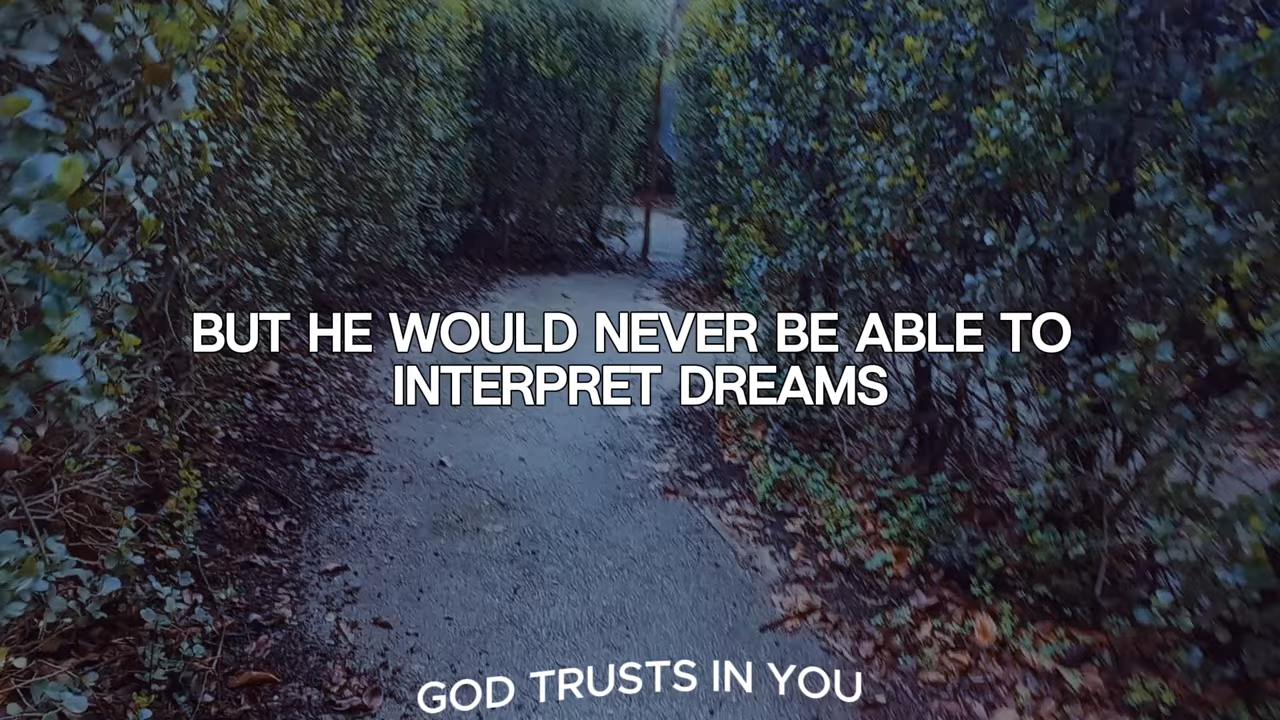 BUT HE WOULD NEVER BE ABLE TO
INTERPRET DREAMS
GOD TRUSTS IN YOU